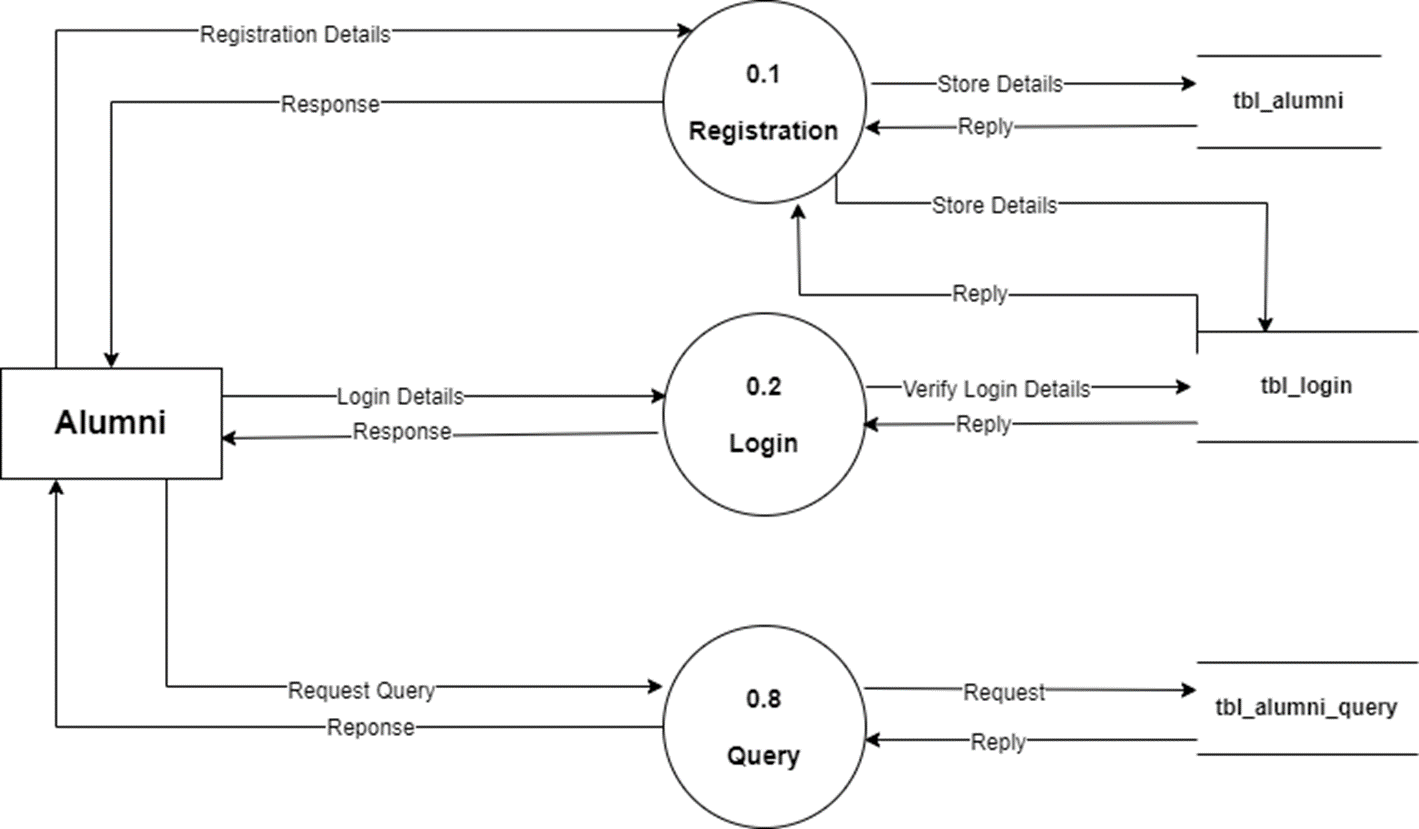 Registration Details
0.1
Registration
Response
Store Details
tbl_alumni
Reply
Store Details
Reply
Alumni
Login Details
0.2
Login
Response
Verify Login Details
tbl_login
Reply
Request Query
0.8
Query
Reponse
Request
tbl_alumni_query
Reply